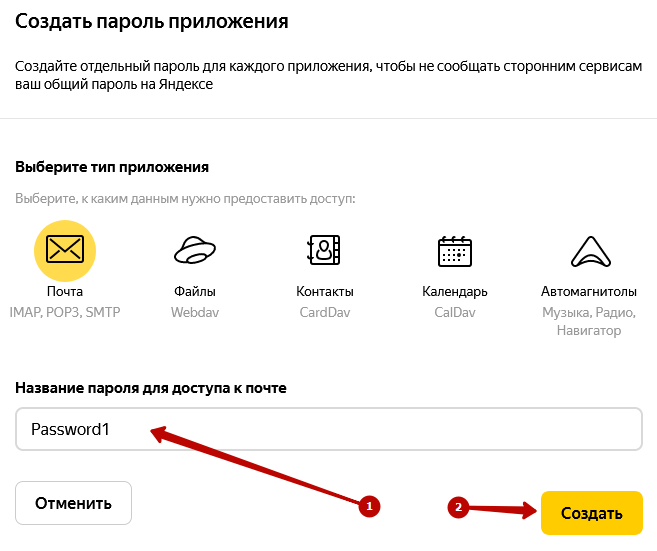 Создать пароль приложения
Создайте отдельный пароль для каждого приложения, чтобы не сообщать сторонним сервисам
ваш общий пароль на Яндексе
Выберите тип приложения
Выберите, к каким данным нужно предоставить доступ:
Почта
IMAP, POP3, SMTP
Файлы
Webdav
Контакты
CardDav
Календарь
CalDav
Автомагнитолы
Музыка, Радио,
Навигатор
Название пароля для доступа к почте
Password1
1
Отменить
2
Создать